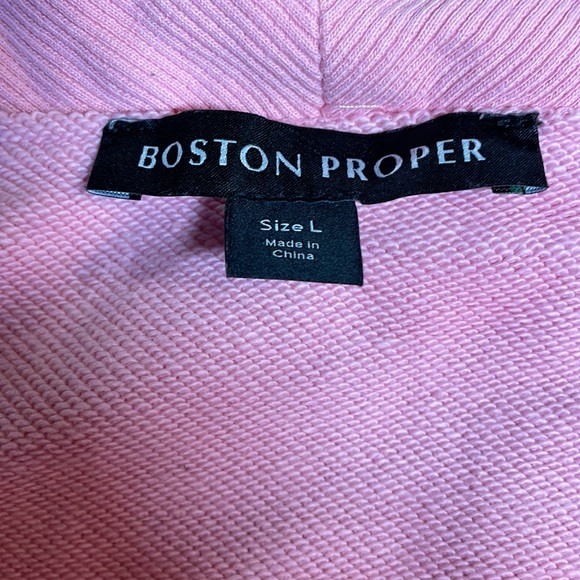 BOSTON PROPER
Size L
Made in
China